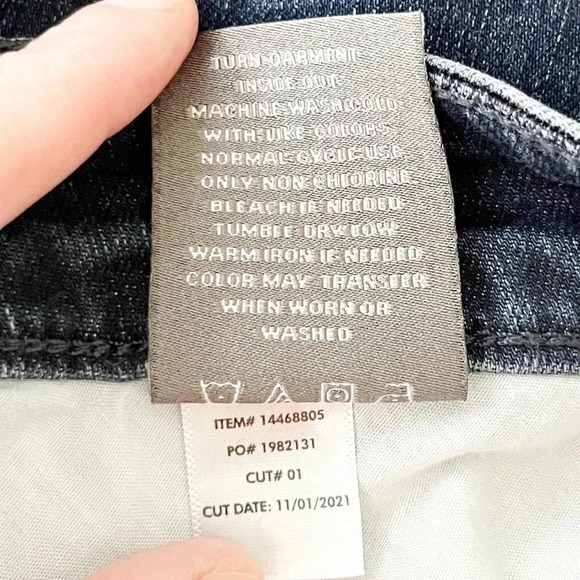 TURN GARMENT
INSIDE OUT
MACHINE WASH COLD
WITH LIKE COLORS
NORMAL CYCLE USE
ONLY NON CHLORINE
BLEACH IF NEEDED
TUMBLE DRY LOW
WARM IRON IF NEEDED
COLOR MAY TRANSFER
WHEN WORN OR
WASHED
ITEM# 14468805
PO# 1982131
CUT# 01
CUT DATE: 11/01/2021